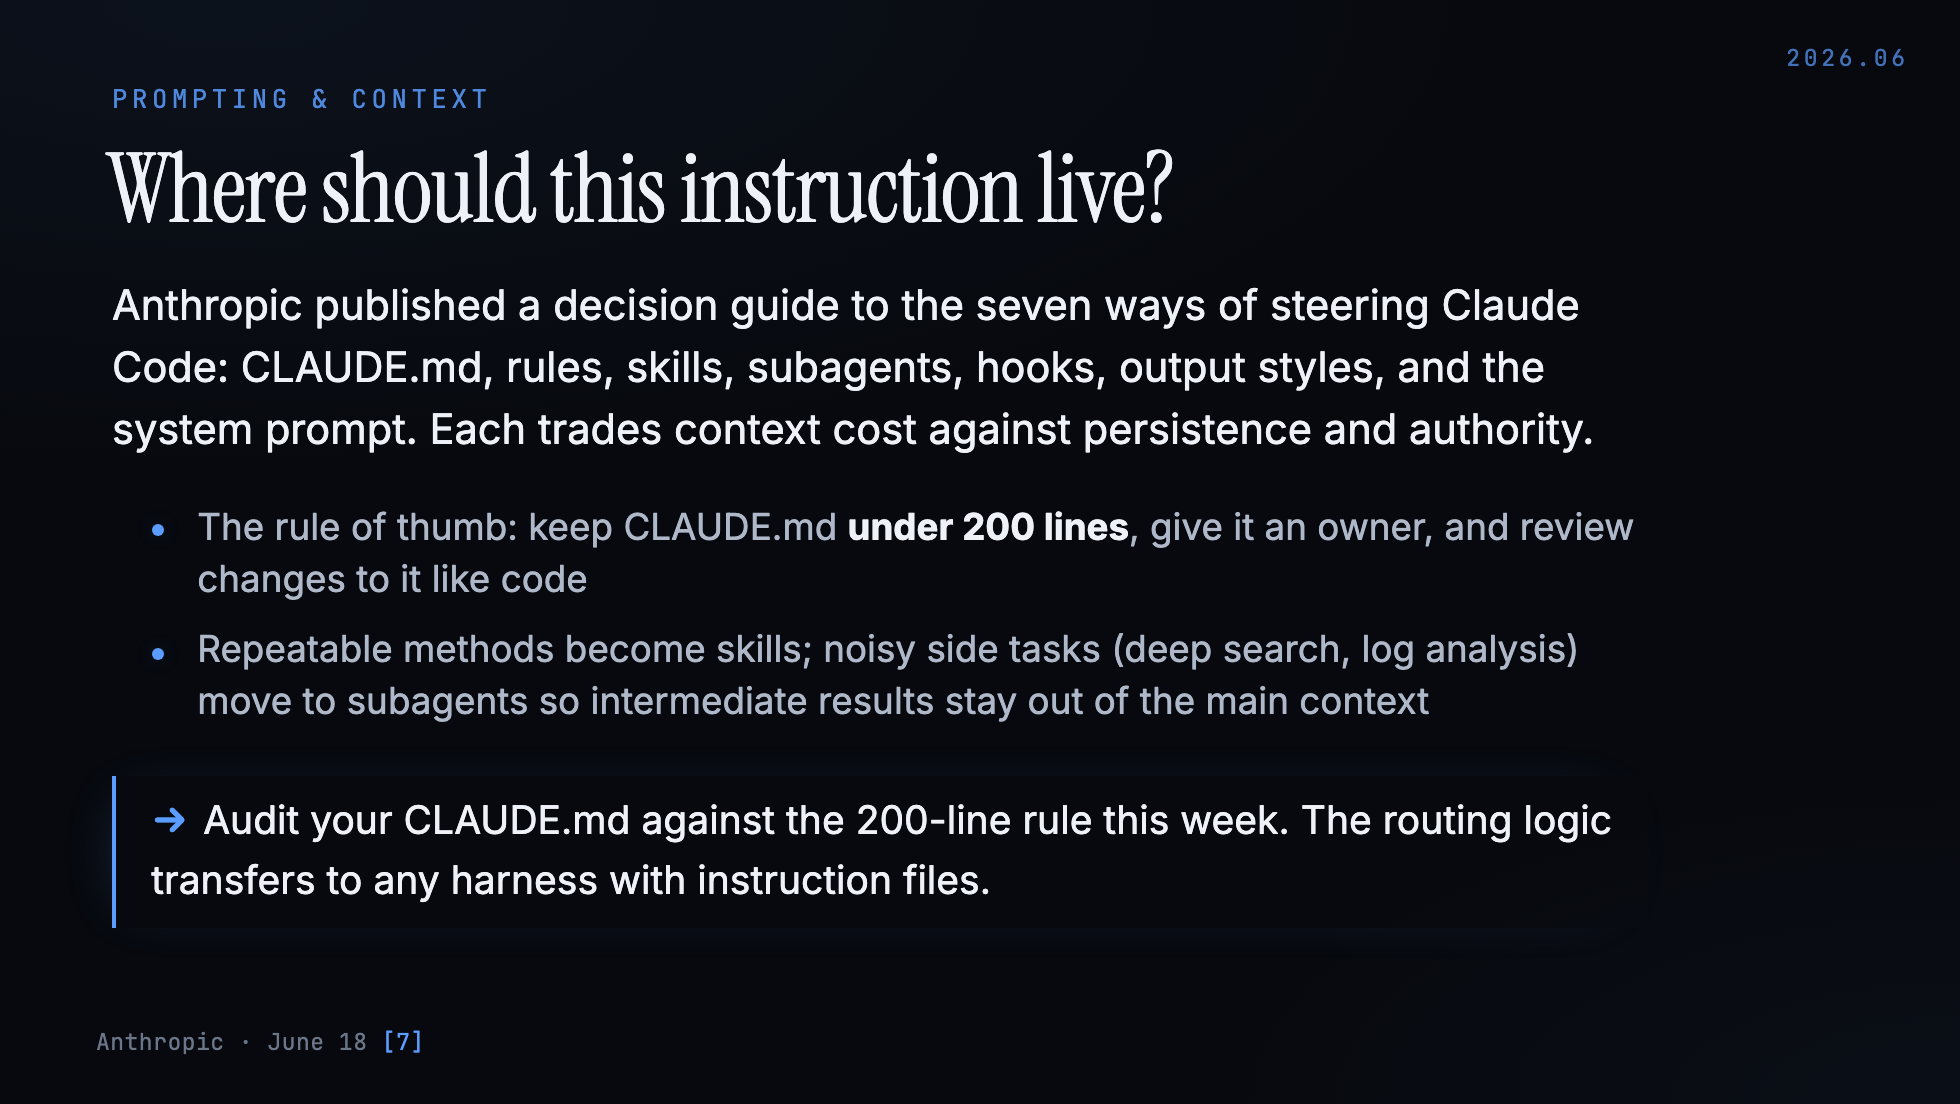 2026.06
PROMPTING & CONTEXT
Where should this instruction live?
Anthropic published a decision guide to the seven ways of steering Claude
Code: CLAUDE.md, rules, skills, subagents, hooks, output styles, and the
system prompt. Each trades context cost against persistence and authority.
• The rule of thumb: keep CLAUDE.md under 200 lines, give it an owner, and review
changes to it like code
• Repeatable methods become skills; noisy side tasks (deep search, log analysis)
move to subagents so intermediate results stay out of the main context
→ Audit your CLAUDE.md against the 200-line rule this week. The routing logic
transfers to any harness with instruction files.
Anthropic · June 18 [7]